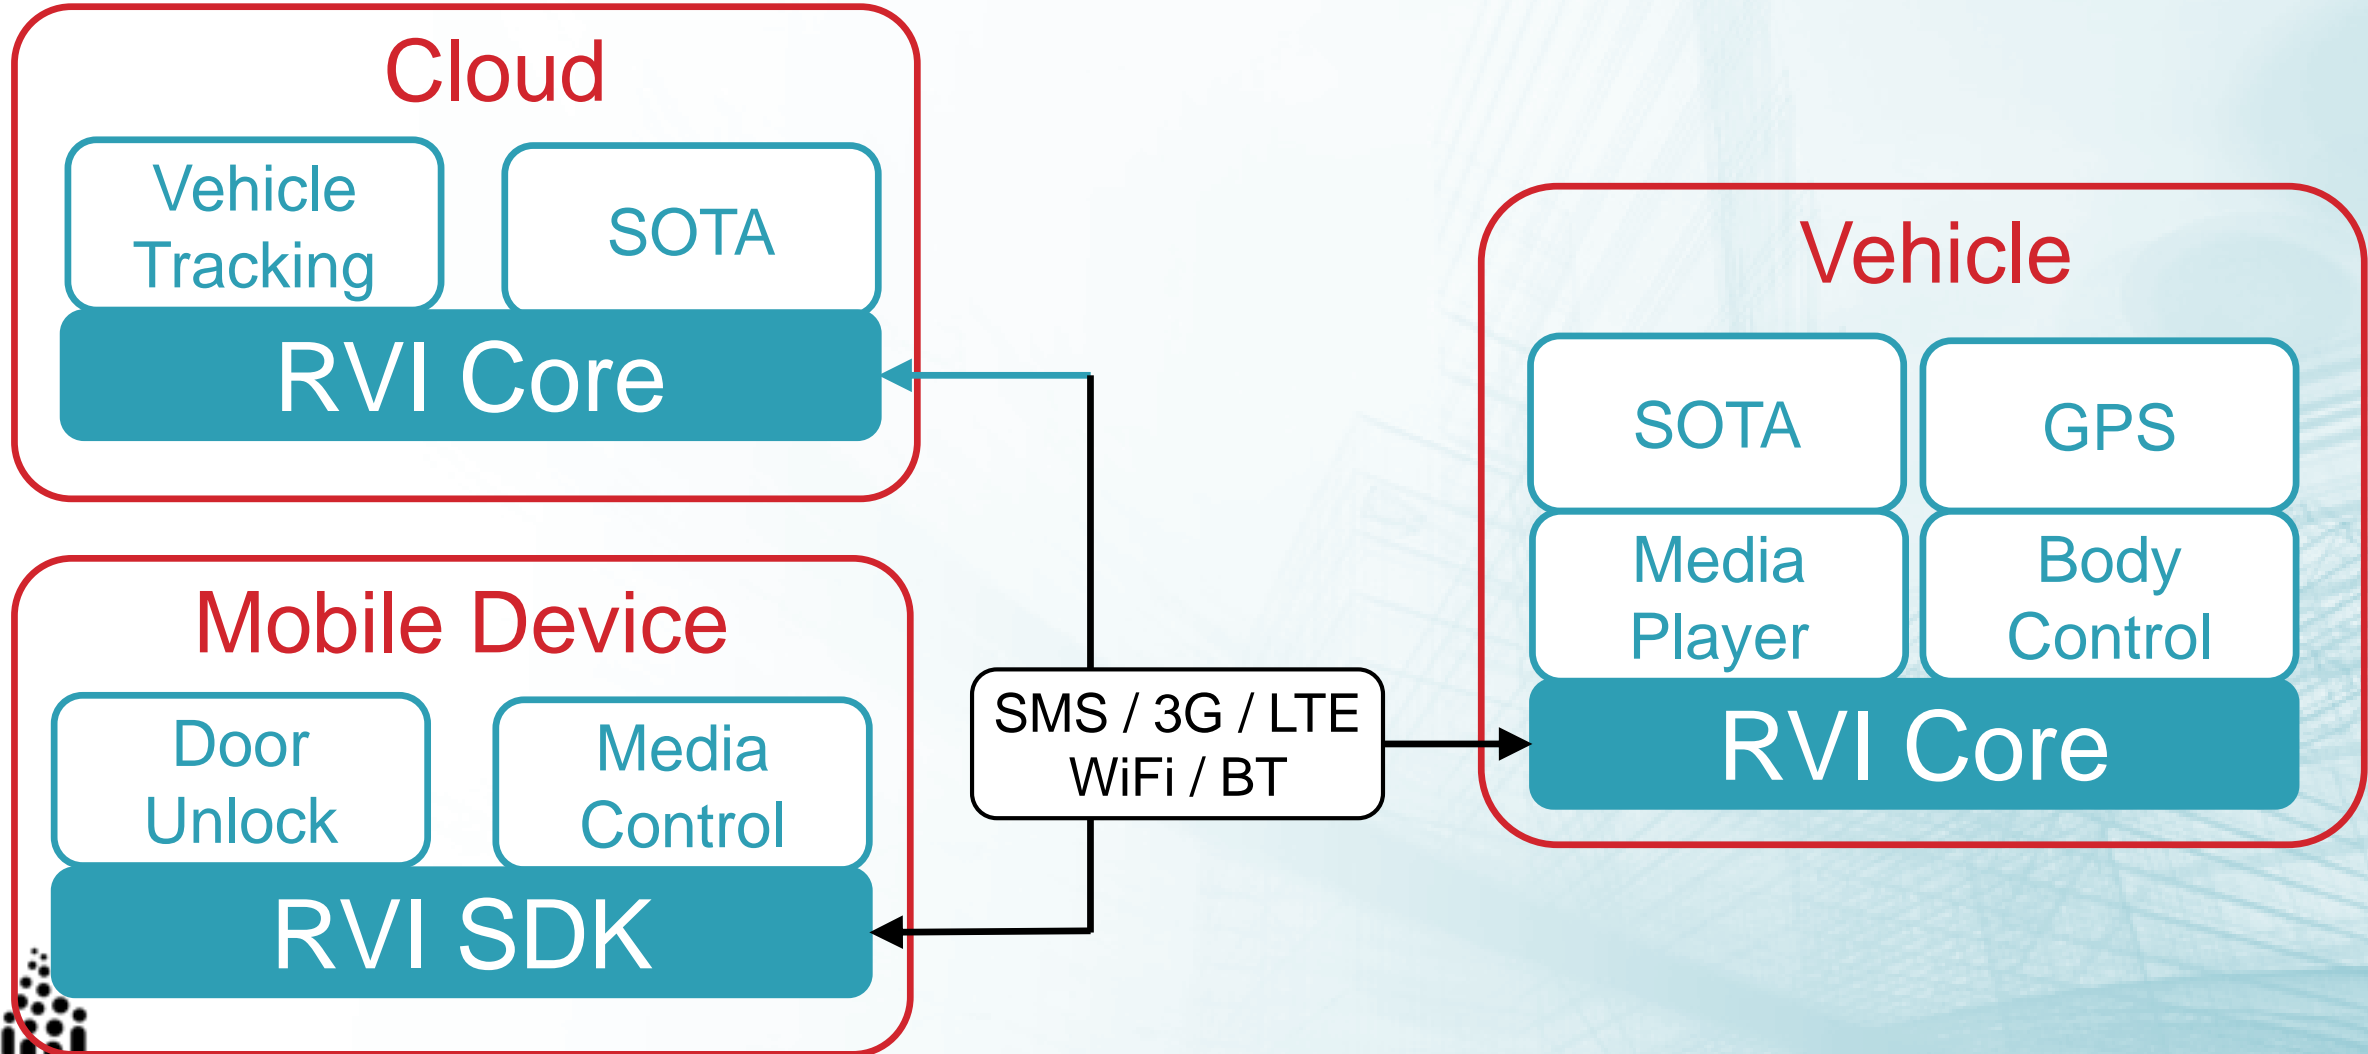 Cloud
Vehicle
Tracking
SOTA
RVI Core
Mobile Device
Door
Unlock
Media
Control
RVI SDK
SMS / 3G / LTE
WiFi / BT
Vehicle
SOTA
GPS
Media
Player
Body
Control
RVI Core